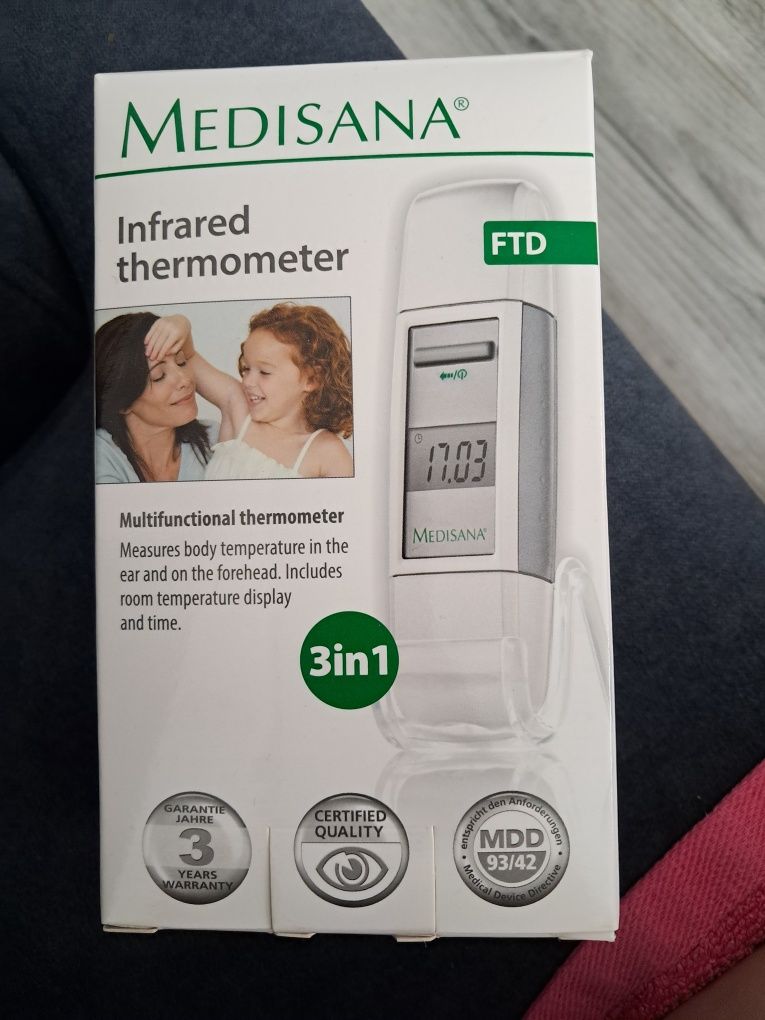 MEDISANA®
Infrared
thermometer
FTD
17.03
MEDISANA®
Multifunctional thermometer
Measures body temperature in the
ear and on the forehead. Includes
room temperature display
and time.
3in1
GARANTIE
JAHRE
3
YEARS
WARRANTY
CERTIFIED
QUALITY
entspricht den Anforderungen
MDD
93/42
Medical Device Directive